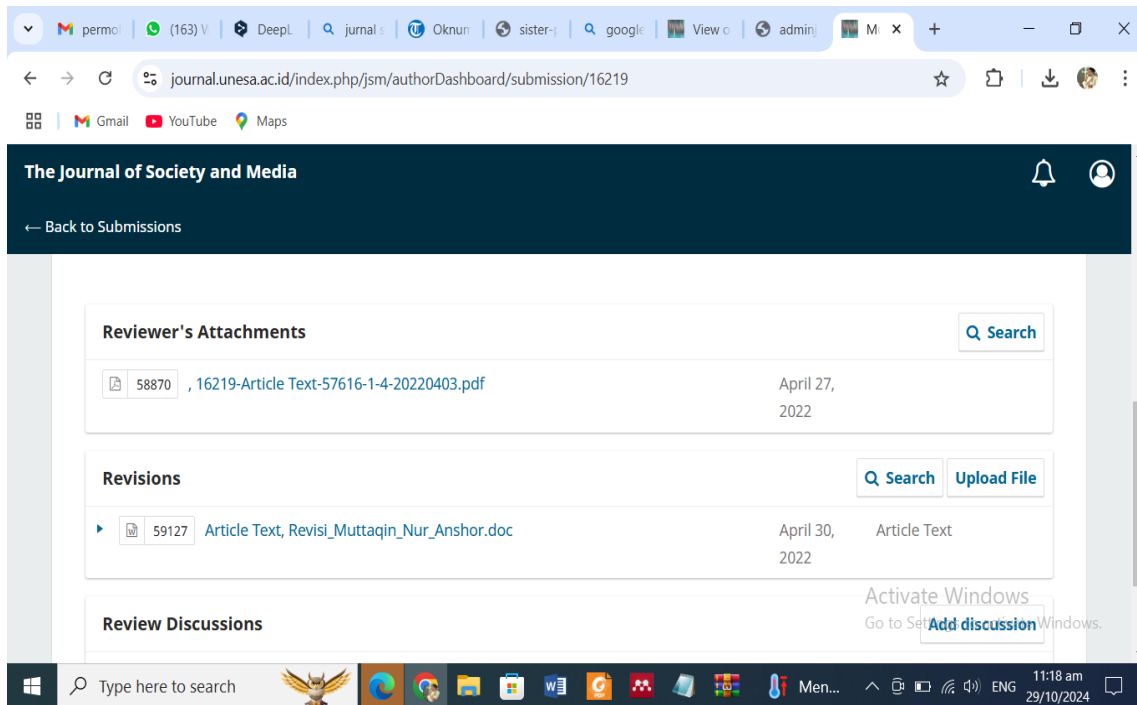 permo
(163) V
DeepL
jurnal s
Oknun
sister-p
google
View o
adminj
M
journal.unesa.ac.id/index.php/jsm/authorDashboard/submission/16219
Gmail
YouTube
Maps
The Journal of Society and Media
← Back to Submissions
Reviewer's Attachments
Search
58870 , 16219-Article Text-57616-1-4-20220403.pdf April 27,
2022
Revisions
Search Upload File
59127 Article Text, Revisi_Muttaqin_Nur_Anshor.doc April 30, Article Text
2022
Activate Windows
Review Discussions
Add discussion
Go to Windows.
Type here to search
Men...
ENG
11:18 am
29/10/2024